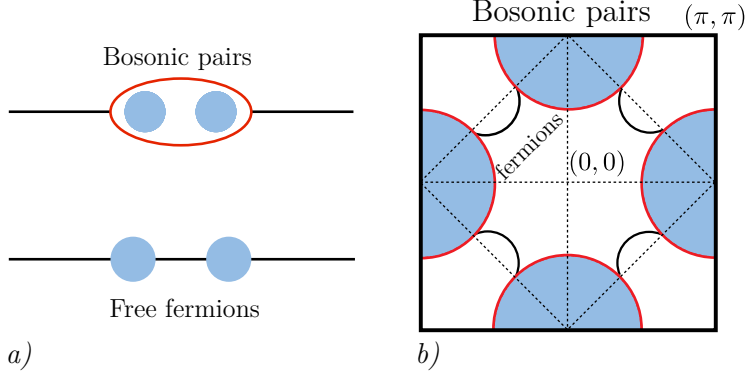 Bosonic pairs
Free fermions
a)
Bosonic pairs
(π, π)
fermions
(0, 0)
b)